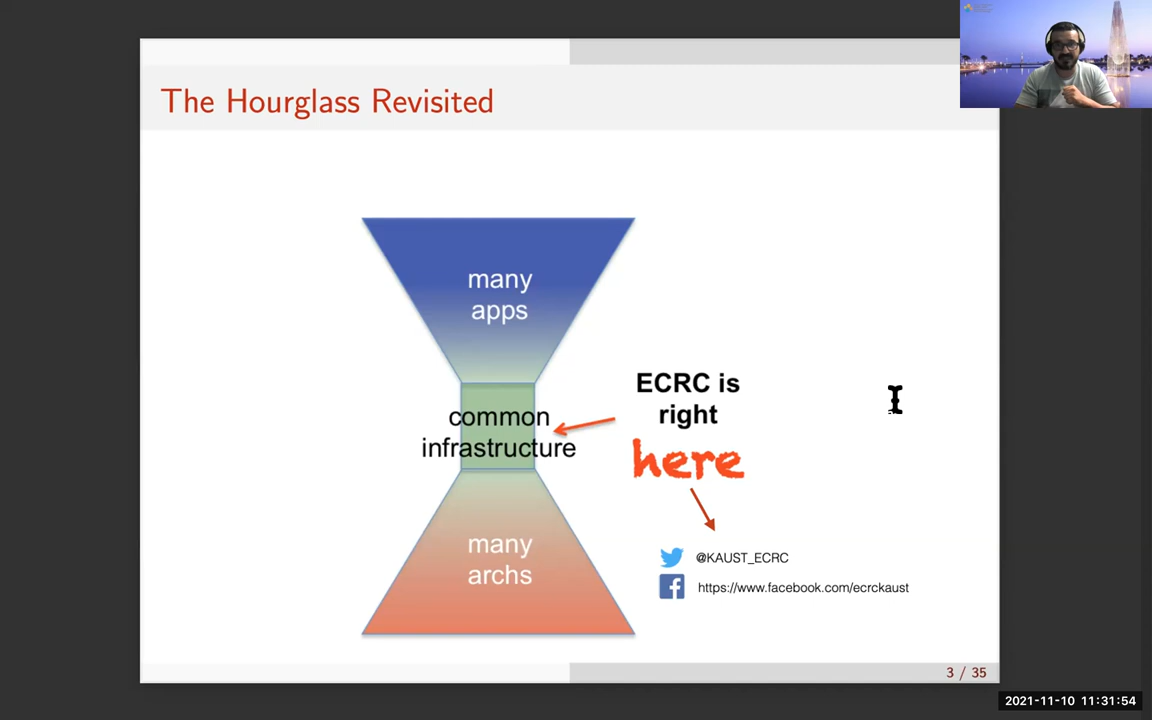 The Hourglass Revisited
many
apps
common
infrastructure
many
archs
ECRC is
right
here
@KAUST_ECRC
https://www.facebook.com/ecrckaust
3 / 35
2021-11-10 11:31:54